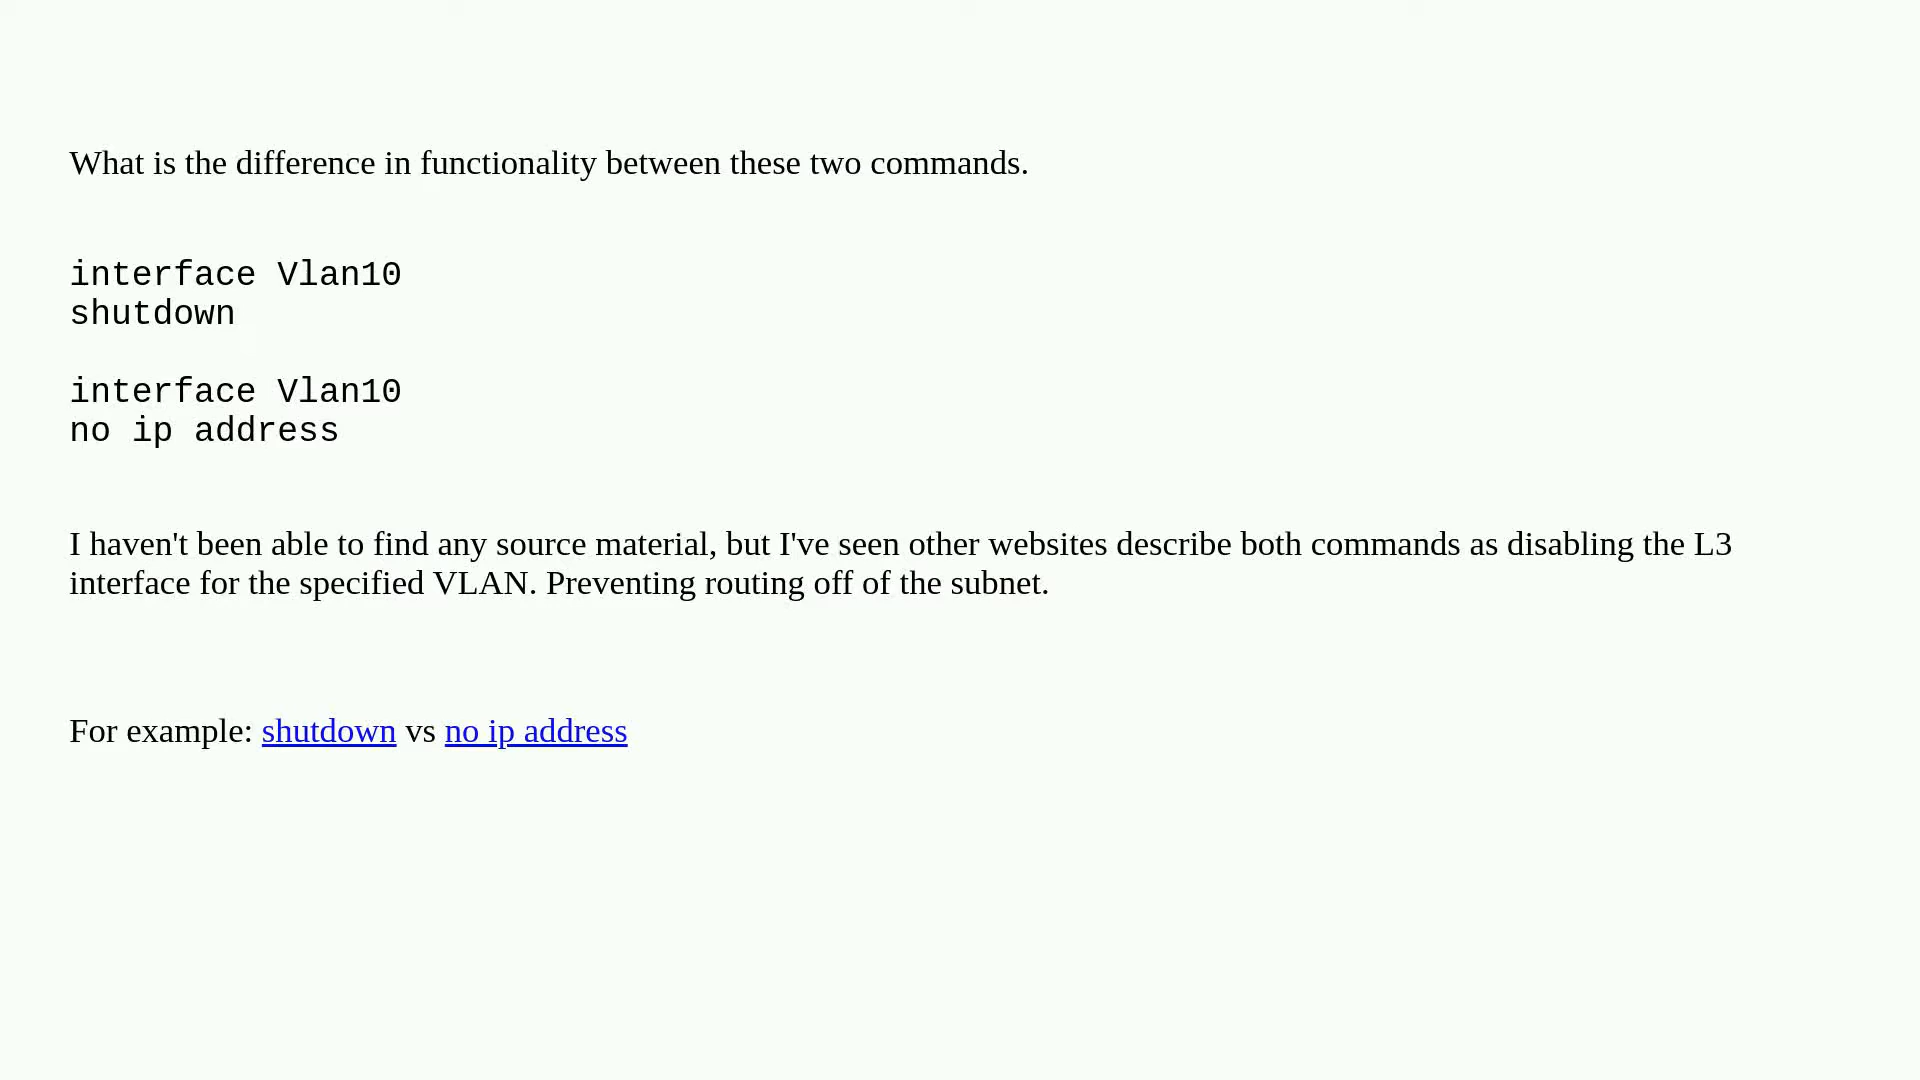 What is the difference in functionality between these two commands.
interface Vlan10
shutdown
interface Vlan10
no ip address
I haven't been able to find any source material, but I've seen other websites describe both commands as disabling the L3
interface for the specified VLAN. Preventing routing off of the subnet.
For example: shutdown vs no ip address